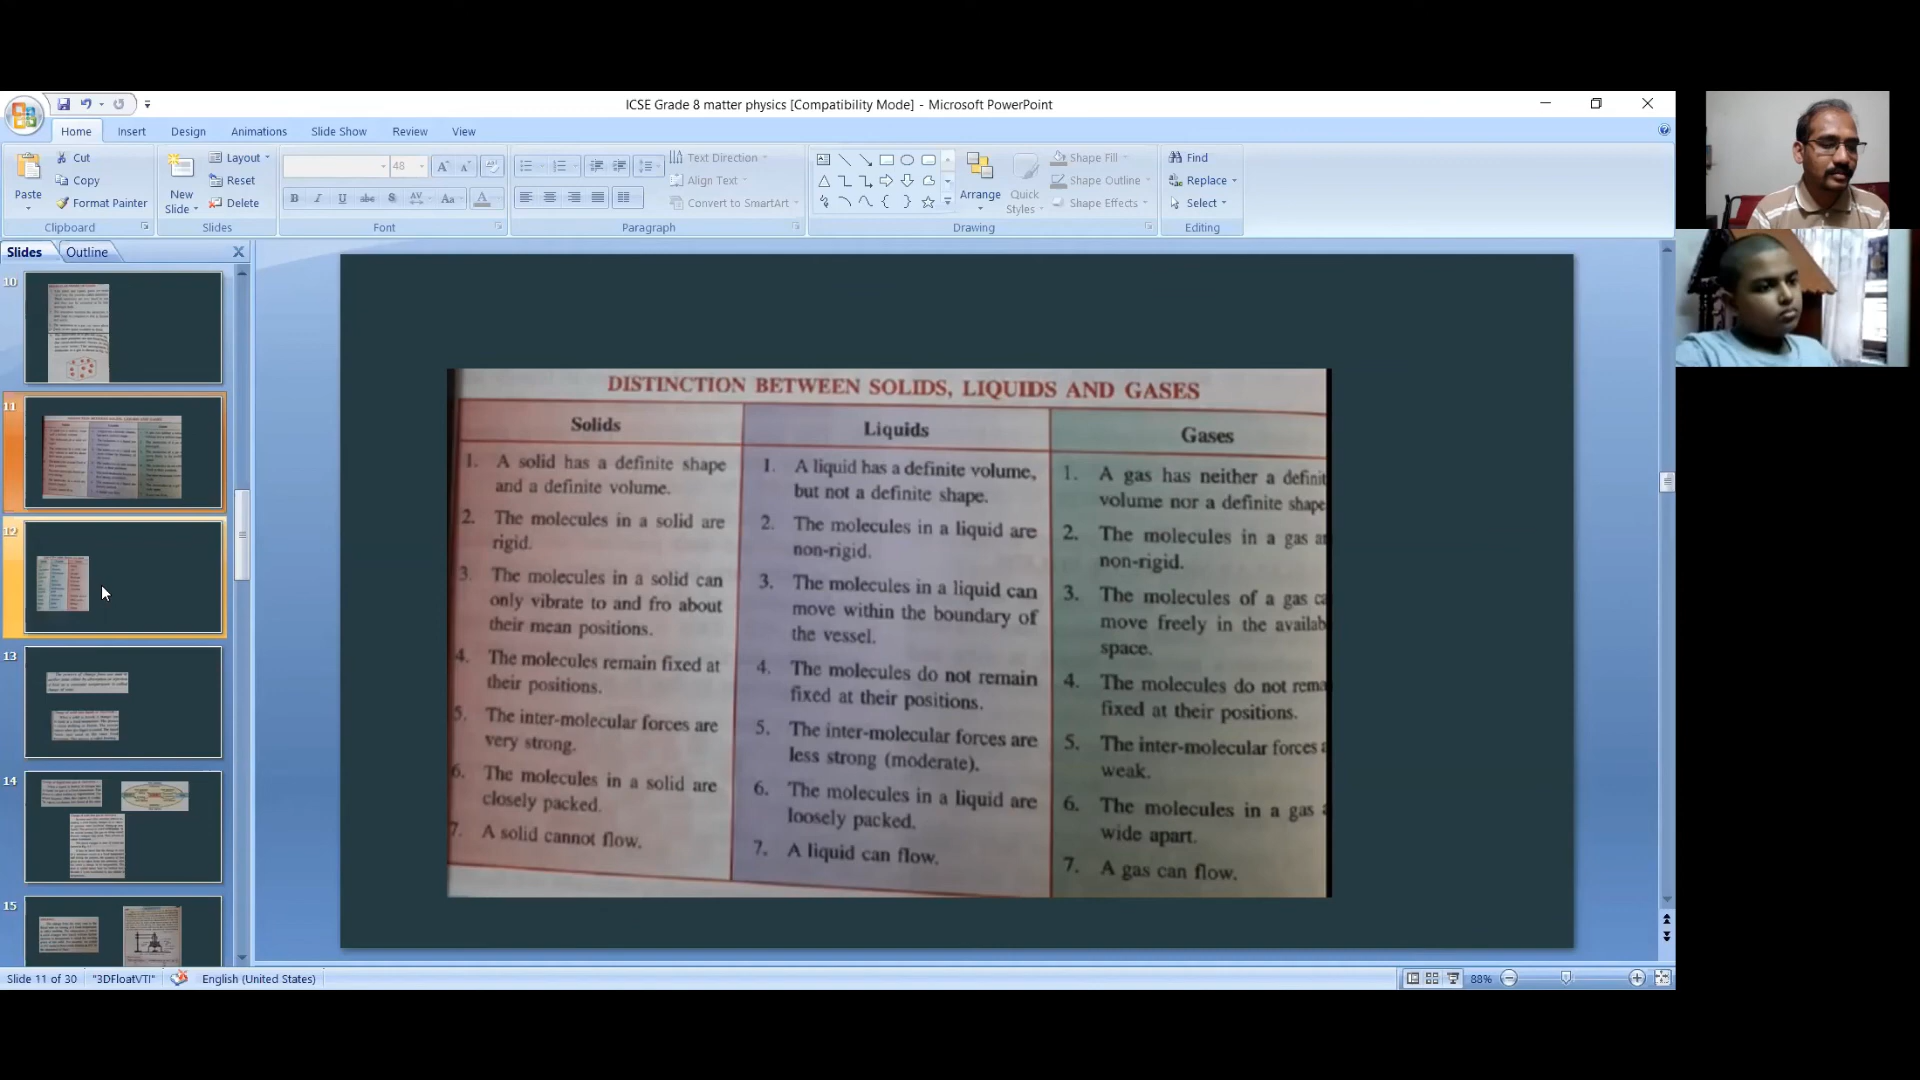 ICSE Grade 8 matter physics [Compatibility Mode] - Microsoft PowerPoint
Home Insert Design Animations Slide Show Review View
Paste
Cut
Copy
Format Painter
Clipboard
New Slide
Layout
Reset
Delete
Slides
48
Font
Paragraph
Text Direction
Align Text
Convert to SmartArt
Arrange
Quick Styles
Shape Fill
Shape Outline
Shape Effects
Drawing
Find
Replace
Select
Editing
Slides Outline
10
11
12
13
14
15
DISTINCTION BETWEEN SOLIDS, LIQUIDS AND GASES
Solids
1. A solid has a definite shape
and a definite volume.
2. The molecules in a solid are
rigid.
3. The molecules in a solid can
only vibrate to and fro about
their mean positions.
4. The molecules remain fixed at
their positions.
5. The inter-molecular forces are
very strong.
6. The molecules in a solid are
closely packed.
7. A solid cannot flow.
Liquids
1. A liquid has a definite volume,
but not a definite shape.
2. The molecules in a liquid are
non-rigid.
3. The molecules in a liquid can
move within the boundary of
the vessel.
4. The molecules do not remain
fixed at their positions.
5. The inter-molecular forces are
less strong (moderate).
6. The molecules in a liquid are
loosely packed.
7. A liquid can flow.
Gases
1. A gas has neither a definit
volume nor a definite shape
2. The molecules in a gas a
non-rigid.
3. The molecules of a gas ca
move freely in the availab
space.
4. The molecules do not rema
fixed at their positions.
5. The inter-molecular forces a
weak.
6. The molecules in a gas a
wide apart.
7. A gas can flow.
Slide 11 of 30 "3DFloatVTI" English (United States) 88%